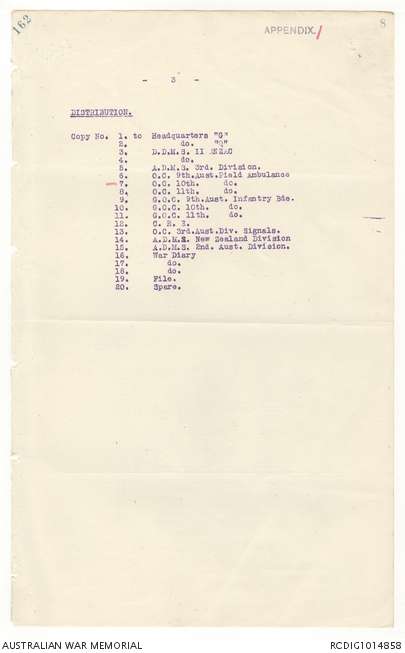 162
APPENDIX 1
8
- 3 -
DISTRIBUTION.
Copy No. 1. to Headquarters "G"
2. do. "Q"
3. D.D.M.S. II ANZAC
4. do.
5. A.D.M.S. 3rd. Division.
6. O.C. 9th.Aust.Field Ambulance
7. O.C. 10th. do.
8. O.C. 11th. do.
9. G.O.C. 9th.Aust. Infantry Bde.
10. G.O.C. 10th. do.
11. G.O.C. 11th. do.
12. C. R. E.
13. O.C. 3rd.Aust.Div. Signals.
14. A.D.M.S. New Zealand Division
15. A.D.M.S. 2nd. Aust. Division.
16. War Diary
17. do.
18. do.
19. File.
20. Spare.
AUSTRALIAN WAR MEMORIAL
RCDIG1014858